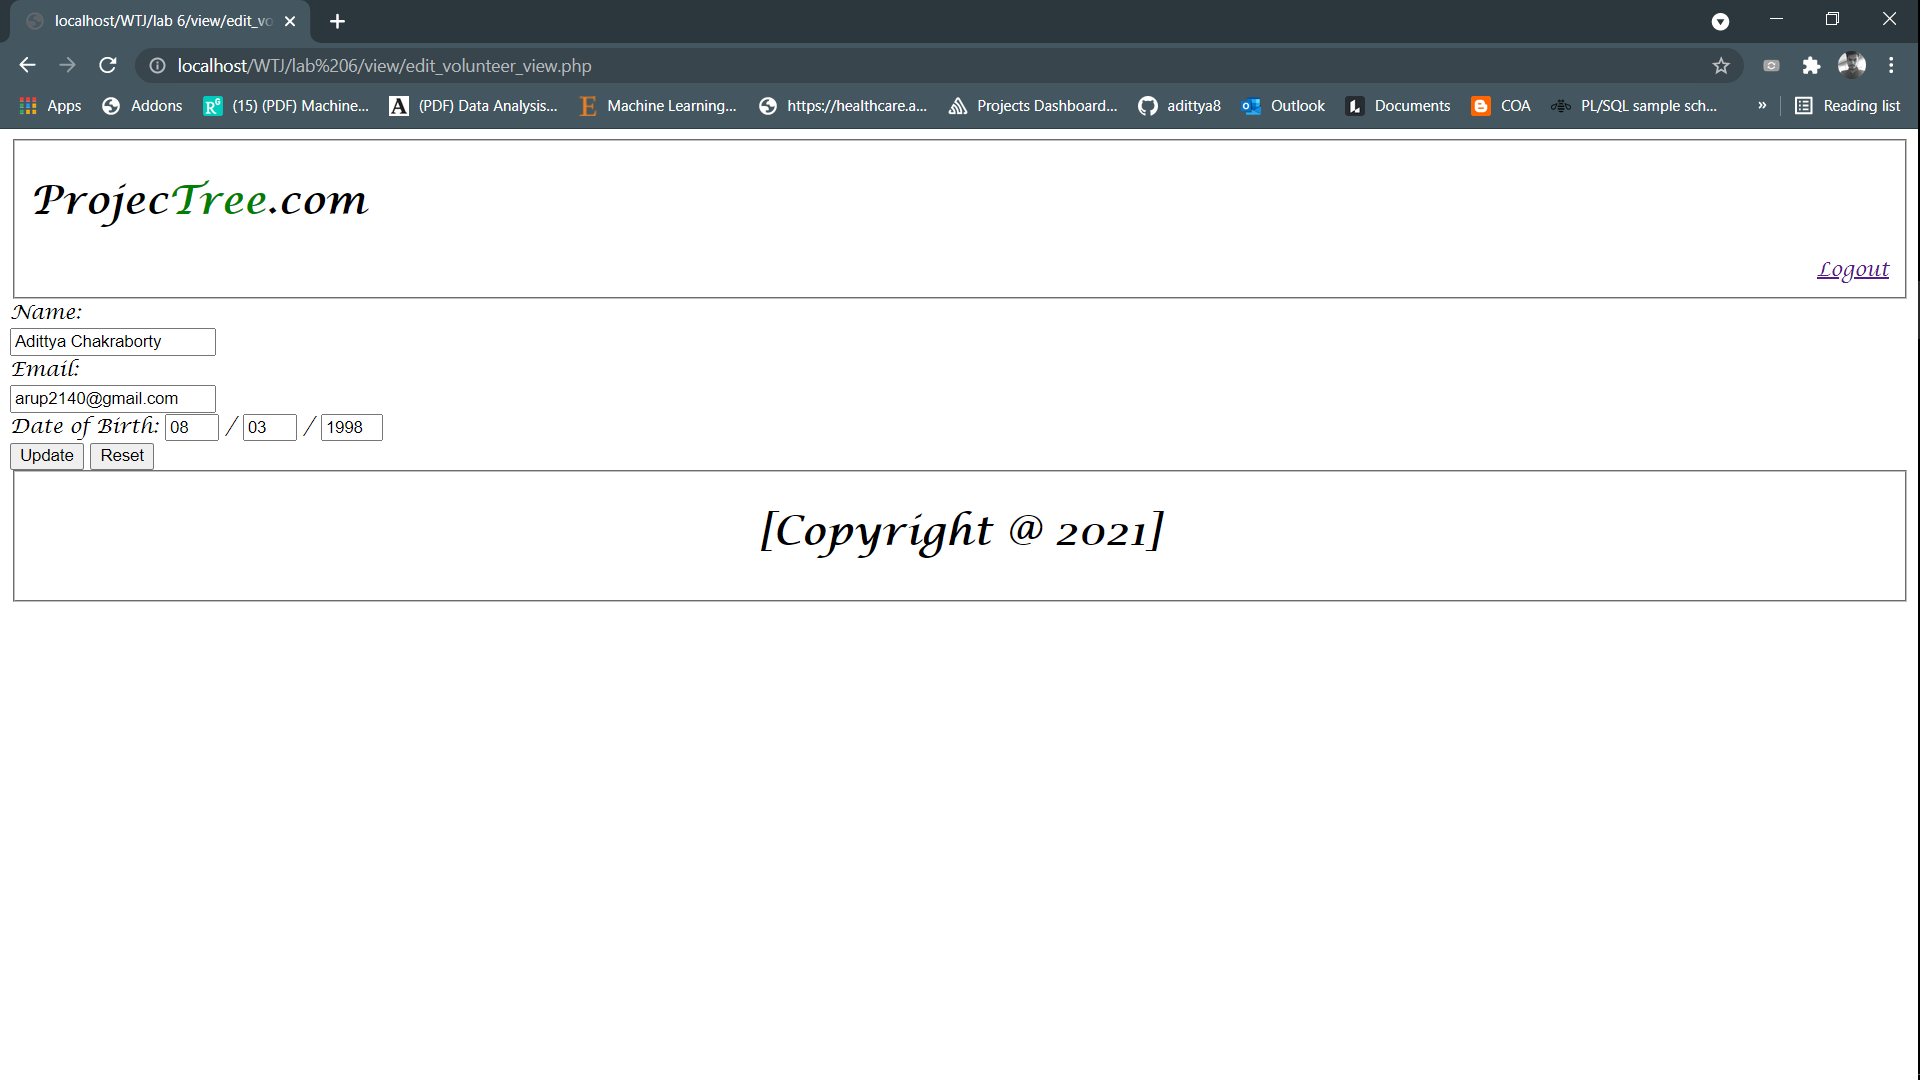 localhost/WTJ/lab 6/view/edit_vo
localhost/WTJ/lab%206/view/edit_volunteer_view.php
Apps Addons (15) (PDF) Machine... (PDF) Data Analysis... Machine Learning... https://healthcare.a... Projects Dashboard... adittya8 Outlook Documents COA PL/SQL sample sch... » Reading list
ProjecTree.com
Logout
Name:
Adittya Chakraborty
Email:
arup2140@gmail.com
Date of Birth: 08 / 03 / 1998
Update Reset
[Copyright @ 2021]